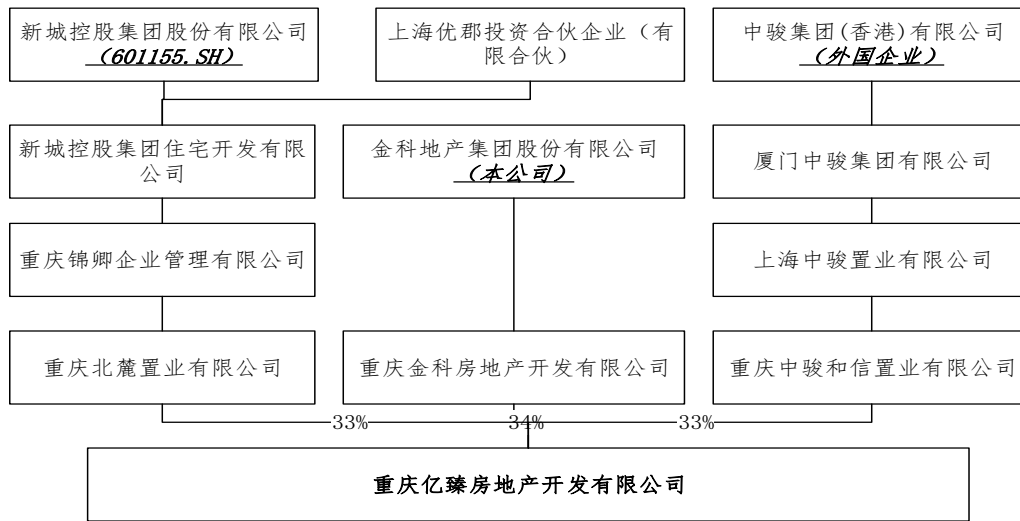 新城控股集团股份有限公司
(601155.SH)
上海优郡投资合伙企业（有
限合伙）
中骏集团(香港)有限公司
(外国企业)
新城控股集团住宅开发有限
公司
金科地产集团股份有限公司
(本公司)
厦门中骏集团有限公司
重庆锦卿企业管理有限公司
上海中骏置业有限公司
重庆北麓置业有限公司
重庆金科房地产开发有限公司
重庆中骏和信置业有限公司
33%
34%
33%
重庆亿臻房地产开发有限公司